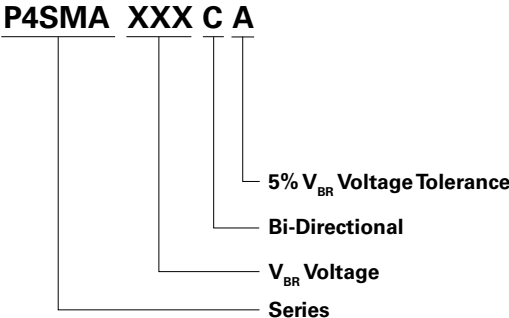 P4SMA XXX C A
5% VBR Voltage Tolerance
Bi-Directional
VBR Voltage
Series